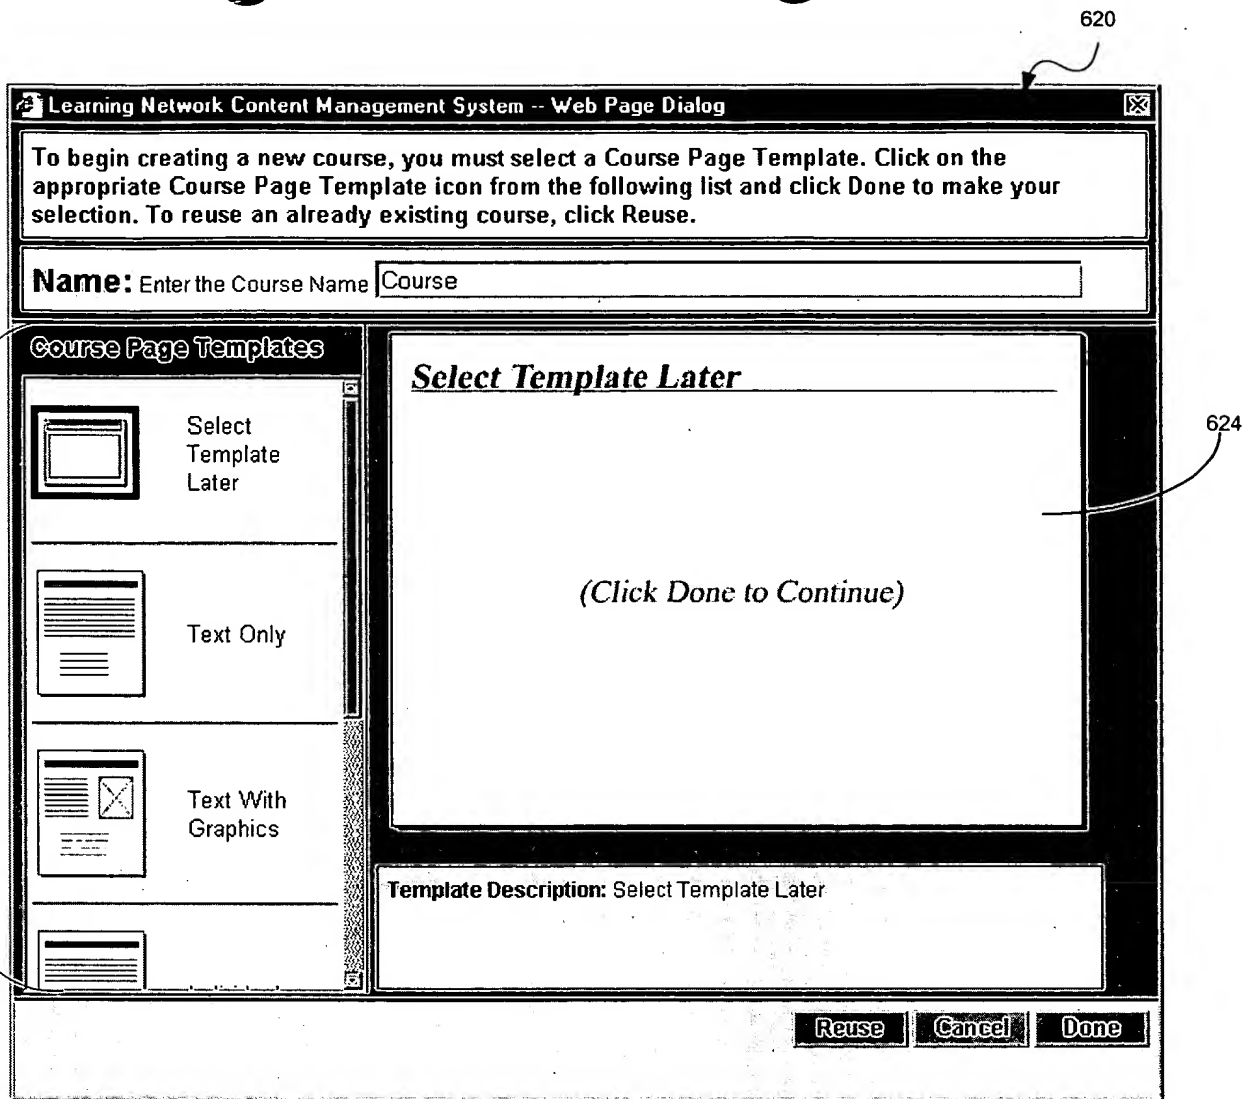 620
Learning Network Content Management System -- Web Page Dialog
To begin creating a new course, you must select a Course Page Template. Click on the
appropriate Course Page Template icon from the following list and click Done to make your
selection. To reuse an already existing course, click Reuse.
Name: Enter the Course Name Course
Course Page Templates
Select Template Later
624
Select
Template
Later
(Click Done to Continue)
Text Only
Text With
Graphics
Template Description: Select Template Later
Reuse Cancel Done